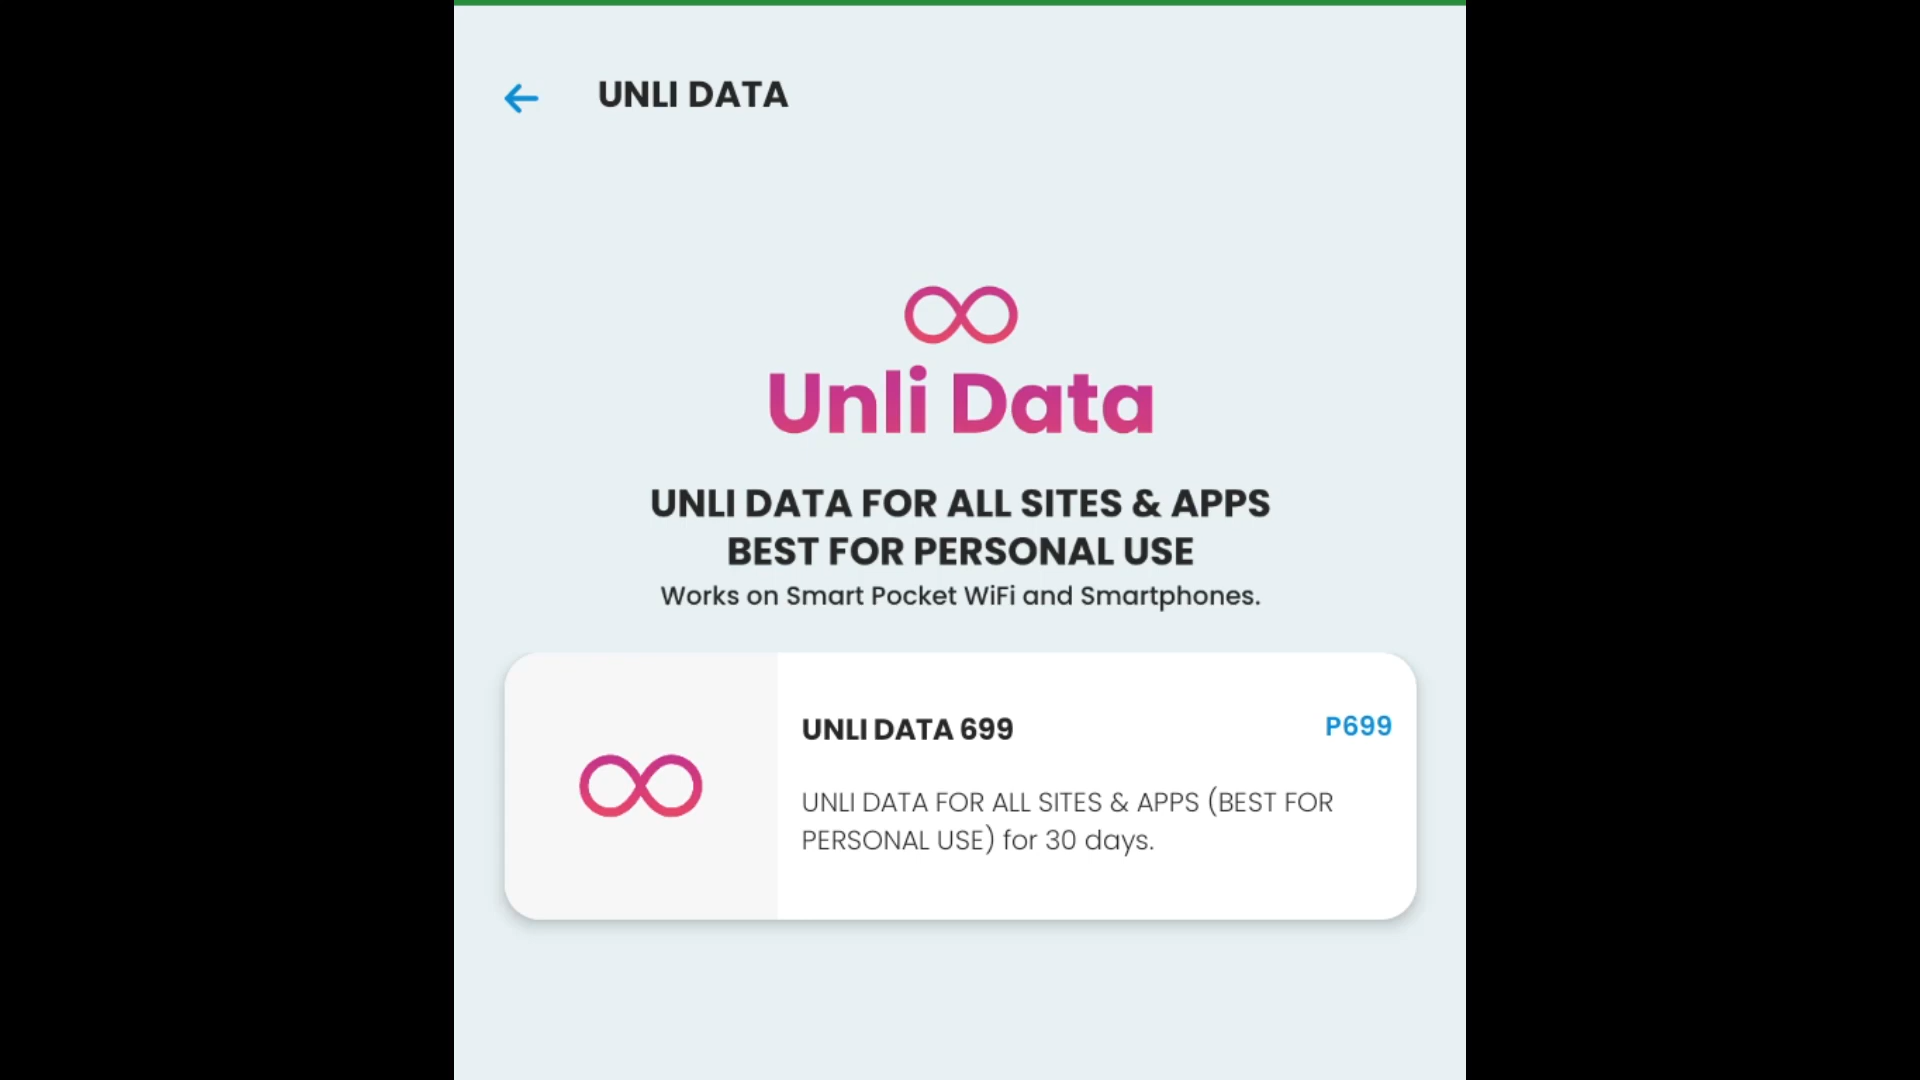 UNLI DATA
Unli Data
UNLI DATA FOR ALL SITES & APPS
BEST FOR PERSONAL USE
Works on Smart Pocket WiFi and Smartphones.
UNLI DATA 699
P699
UNLI DATA FOR ALL SITES & APPS (BEST FOR
PERSONAL USE) for 30 days.